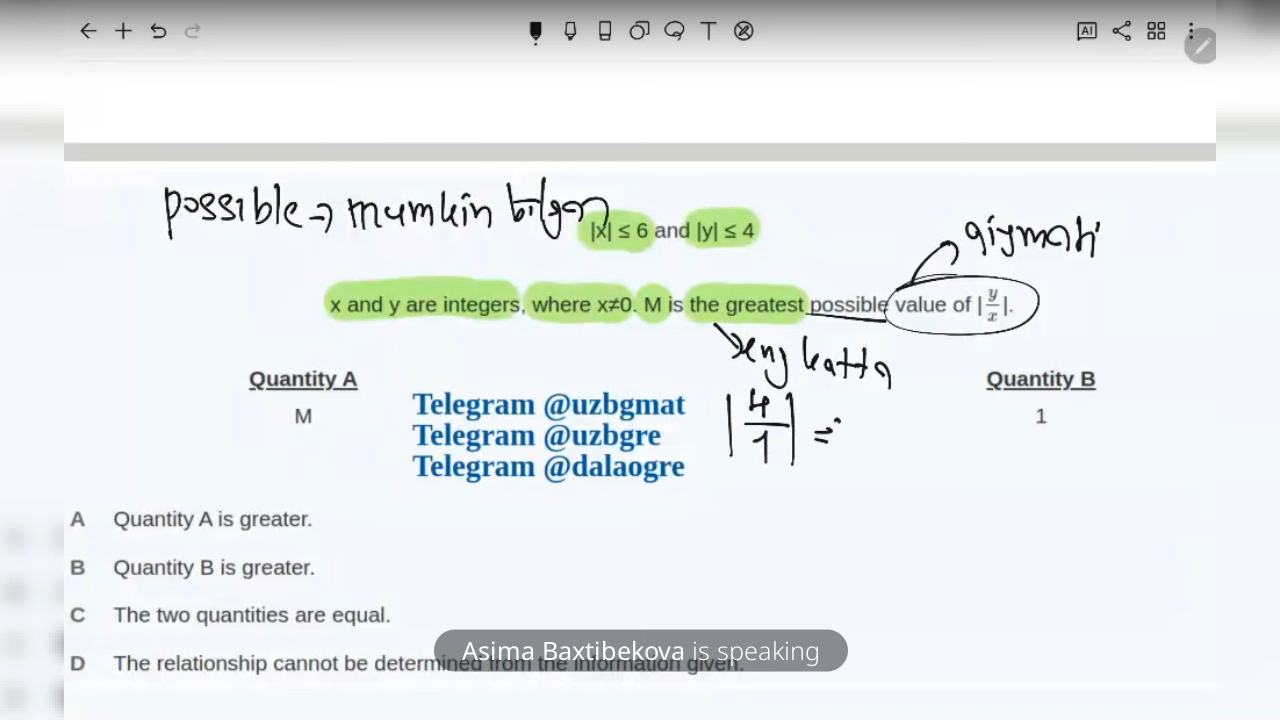 AI
possible → mumkin bo'lgan
|x| ≤ 6 and |y| ≤ 4
qiymati
x and y are integers, where x≠0. M is the greatest possible value of |y/x|.
eng katta
Quantity A
Quantity B
M
1
Telegram @uzbgmat
Telegram @uzbgre
Telegram @dalaogre
|4/1| =
A Quantity A is greater.
B Quantity B is greater.
C The two quantities are equal.
D The relationship cannot be determined from the information given.
Asima Baxtibekova is speaking